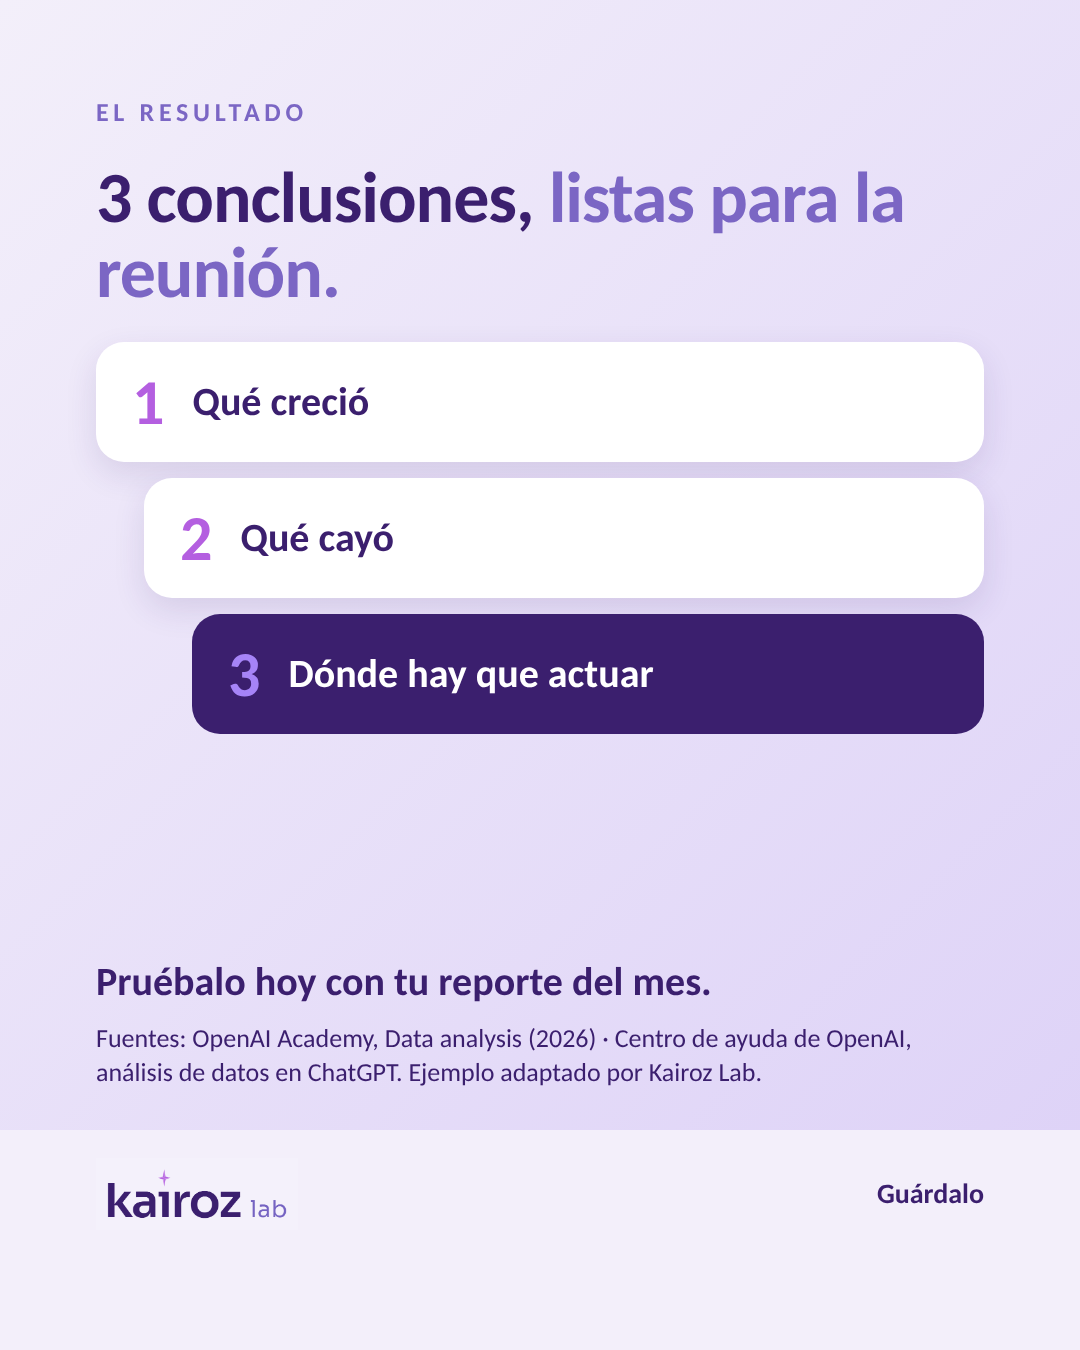 EL RESULTADO
3 conclusiones, listas para la
reunión.
1 Qué creció
2 Qué cayó
3 Dónde hay que actuar
Pruébalo hoy con tu reporte del mes.
Fuentes: OpenAI Academy, Data analysis (2026) · Centro de ayuda de OpenAI,
análisis de datos en ChatGPT. Ejemplo adaptado por Kairoz Lab.
kairoz lab
Guárdalo